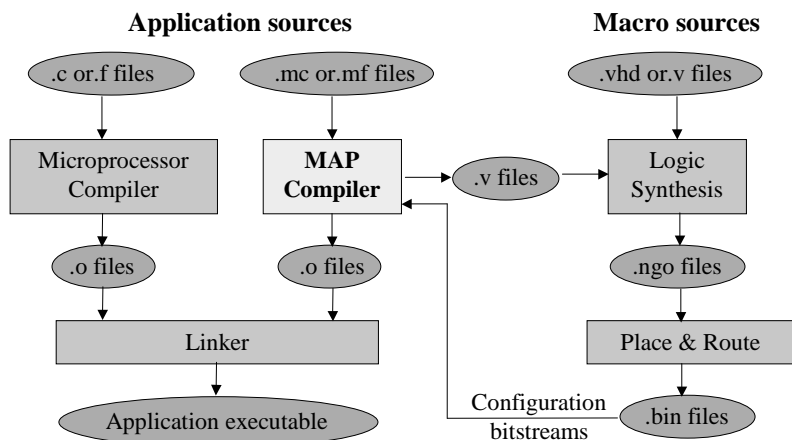 Application sources
Macro sources
.c or.f files
.mc or.mf files
.vhd or.v files
Microprocessor
Compiler
MAP
Compiler
.v files
Logic
Synthesis
.o files
.o files
.ngo files
Linker
Place & Route
Application executable
Configuration
bitstreams
.bin files